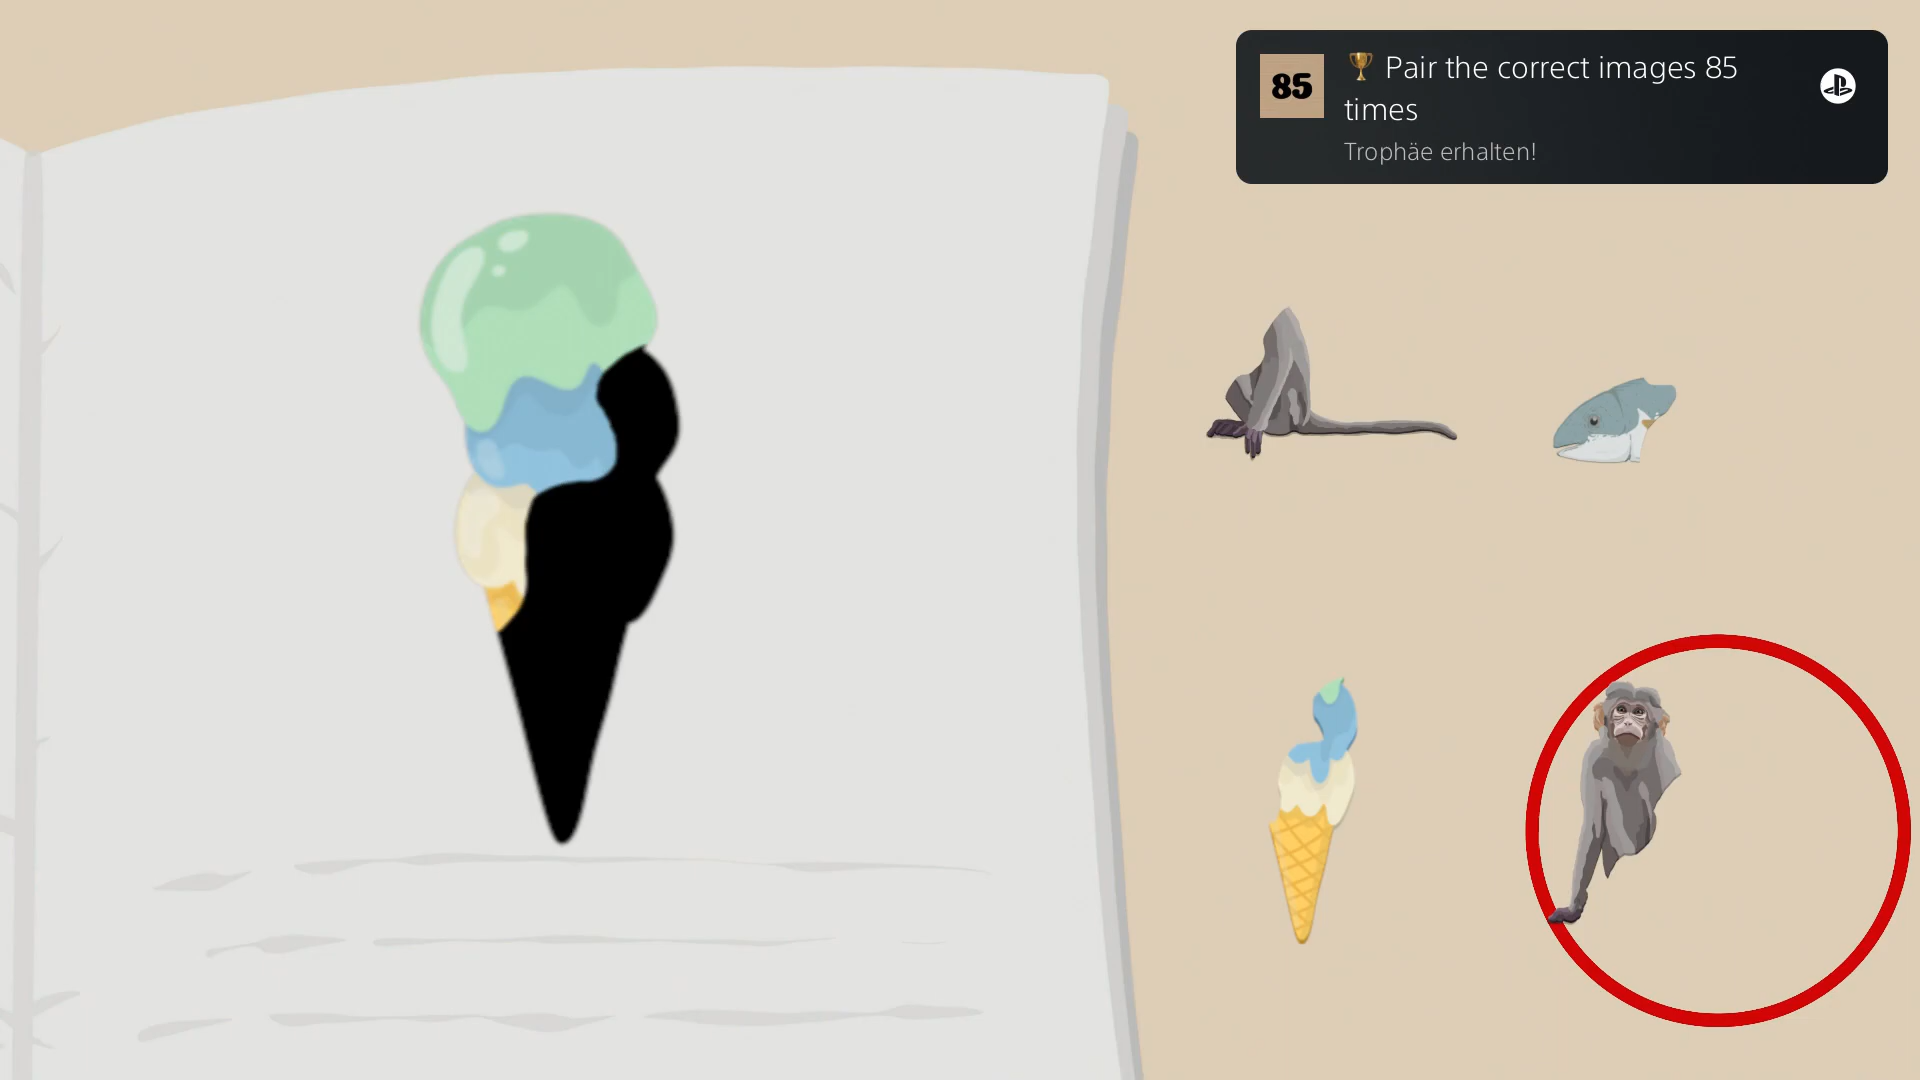 85
🏆 Pair the correct images 85
times
Trophäe erhalten!